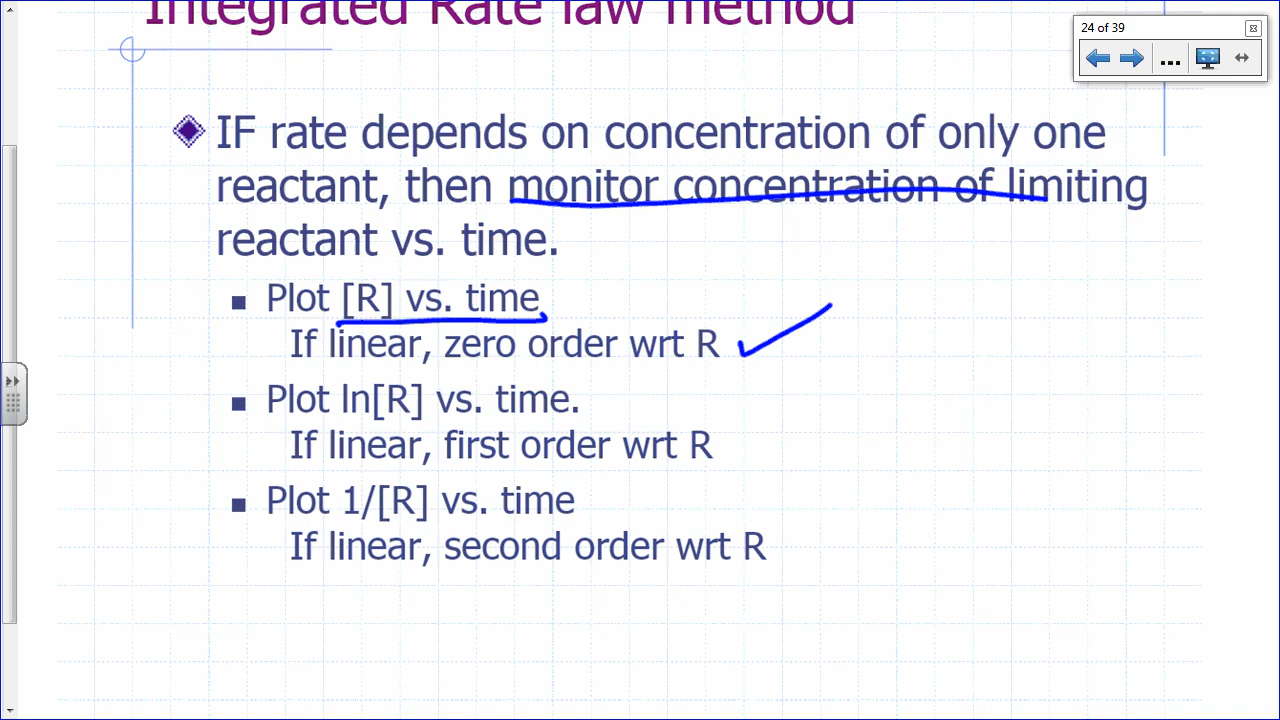 Integrated Rate law method
24 of 39
IF rate depends on concentration of only one
reactant, then monitor concentration of limiting
reactant vs. time.
Plot [R] vs. time
If linear, zero order wrt R
Plot ln[R] vs. time.
If linear, first order wrt R
Plot 1/[R] vs. time
If linear, second order wrt R